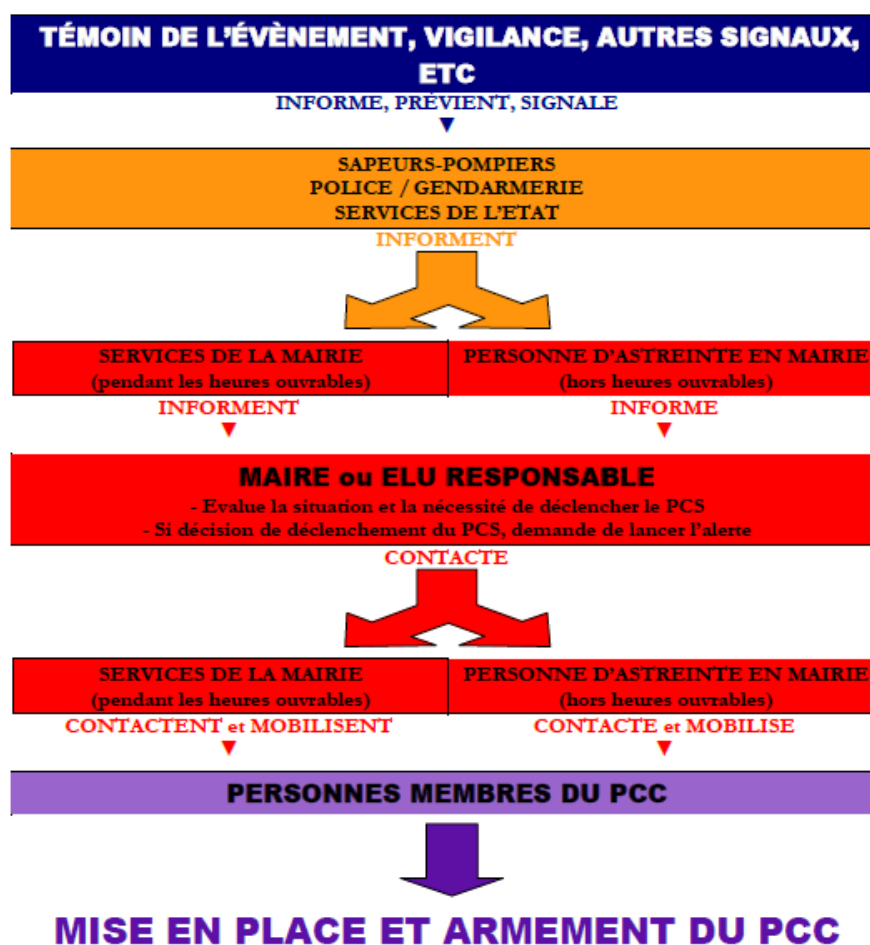 TÉMOIN DE L'ÉVÈNEMENT, VIGILANCE, AUTRES SIGNAUX,
ETC
INFORME, PRÉVIENT, SIGNALE
▼
SAPEURS-POMPIERS
POLICE / GENDARMERIE
SERVICES DE L'ETAT
INFORMENT
SERVICES DE LA MAIRIE
(pendant les heures ouvrables)
PERSONNE D'ASTREINTE EN MAIRIE
(hors heures ouvrables)
INFORMENT
▼
INFORME
▼
MAIRE ou ELU RESPONSABLE
- Evalue la situation et la nécessité de déclencher le PCS
- Si décision de déclenchement du PCS, demande de lancer l'alerte
CONTACTE
SERVICES DE LA MAIRIE
(pendant les heures ouvrables)
PERSONNE D'ASTREINTE EN MAIRIE
(hors heures ouvrables)
CONTACTENT et MOBILISENT
▼
CONTACTE et MOBILISE
▼
PERSONNES MEMBRES DU PCC
MISE EN PLACE ET ARMEMENT DU PCC